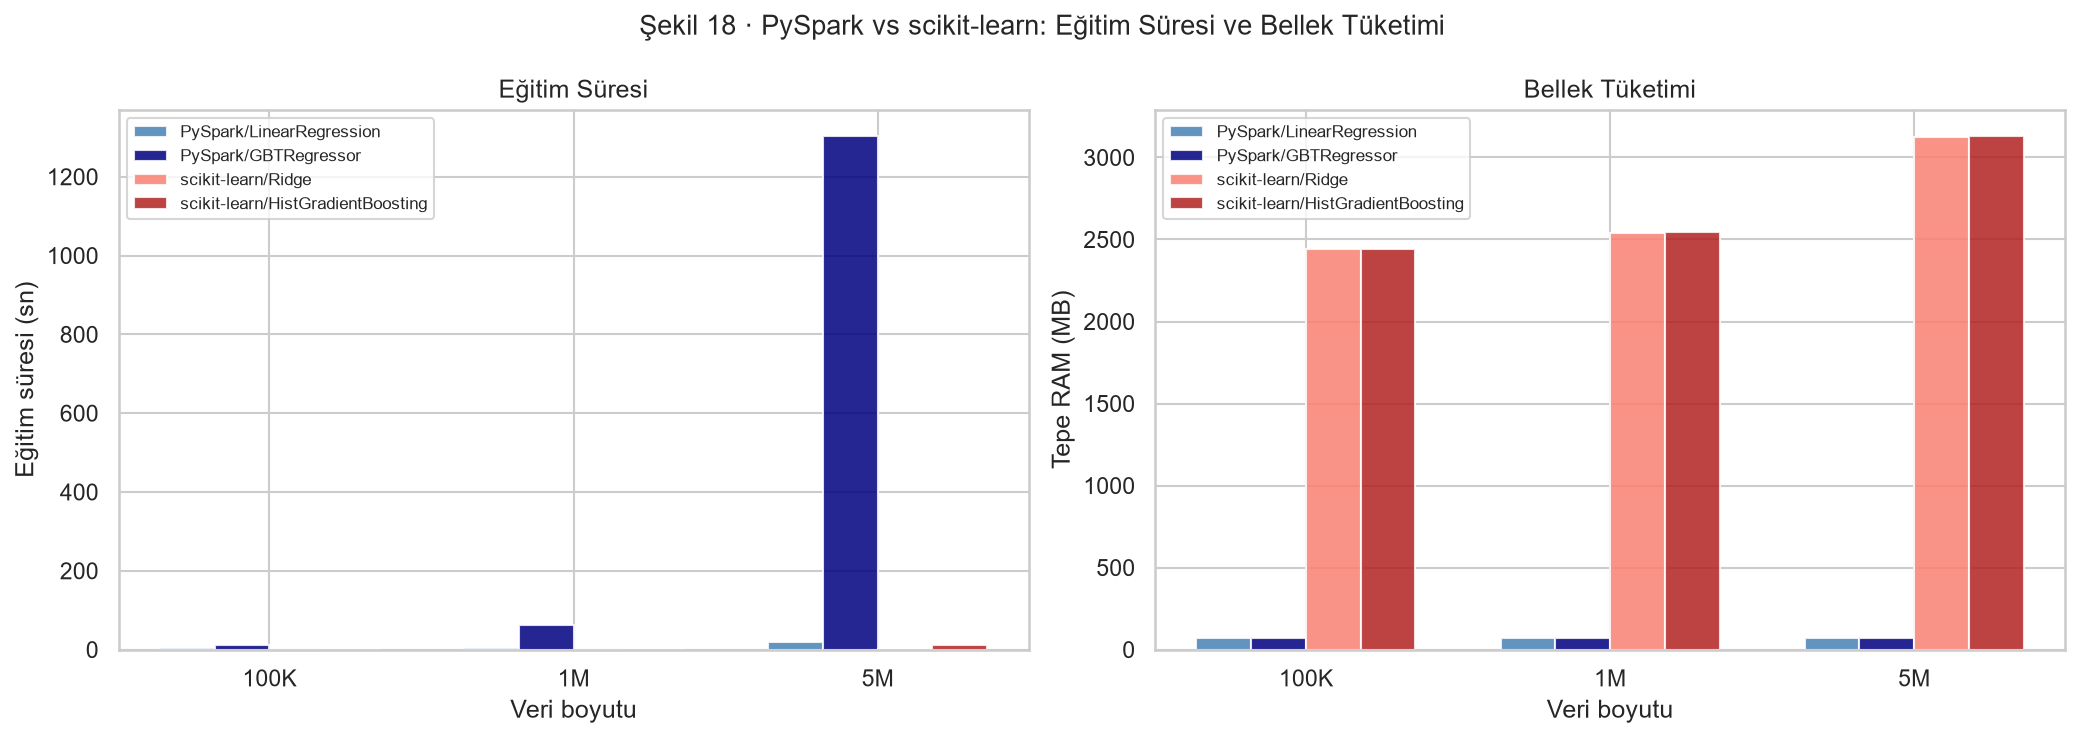 Şekil 18 · PySpark vs scikit-learn: Eğitim Süresi ve Bellek Tüketimi
Eğitim Süresi
PySpark/LinearRegression
PySpark/GBTRegressor
scikit-learn/Ridge
scikit-learn/HistGradientBoosting
Eğitim süresi (sn)
1200
1000
800
600
400
200
0
100K
1M
5M
Veri boyutu
Bellek Tüketimi
PySpark/LinearRegression
PySpark/GBTRegressor
scikit-learn/Ridge
scikit-learn/HistGradientBoosting
Tepe RAM (MB)
3000
2500
2000
1500
1000
500
0
100K
1M
5M
Veri boyutu